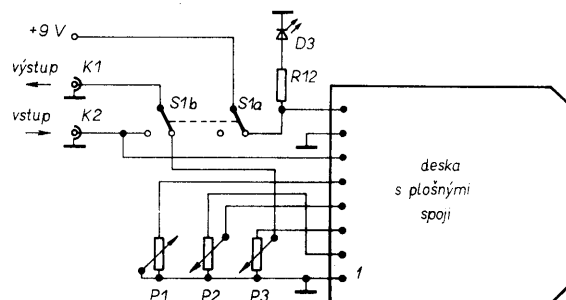 +9 V
D3
výstup
K1
R12
S1b
S1a
vstup
K2
deska
s plošnými
spoji
1
P1
P2
P3